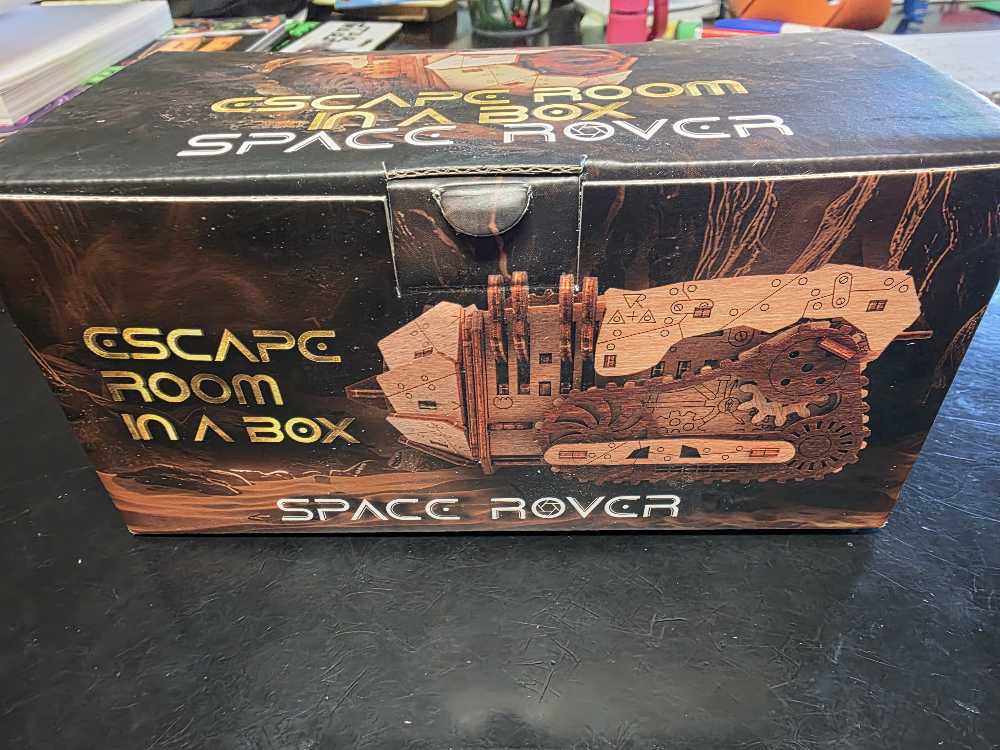 ESCAPE ROOM
IN A BOX
SPACE ROVER
ESCAPE
ROOM
IN A BOX
SPACE ROVER